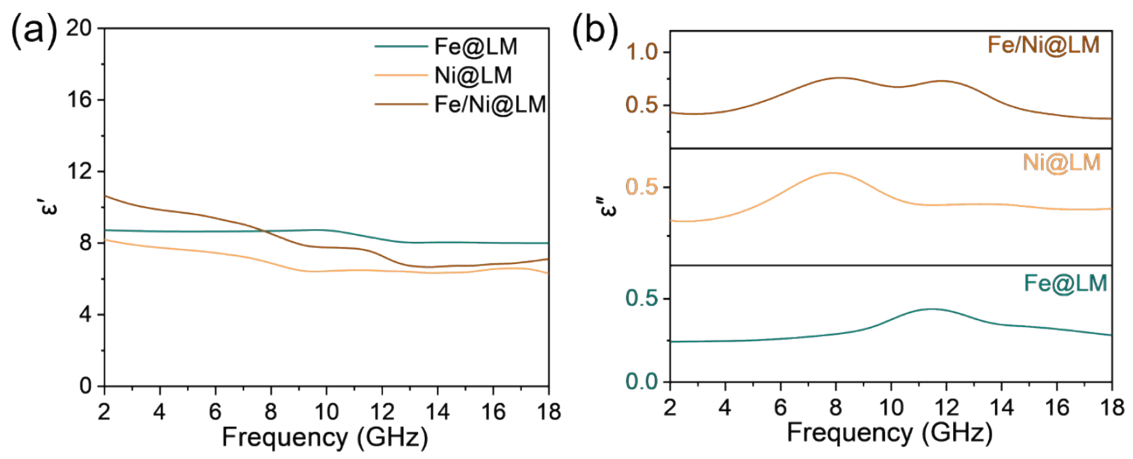 (a)
20
16
12
8
4
0
ε′
Fe@LM
Ni@LM
Fe/Ni@LM
2 4 6 8 10 12 14 16 18
Frequency (GHz)
(b)
1.0
0.5
Fe/Ni@LM
0.5
Ni@LM
ε″
0.5
Fe@LM
0.0
2 4 6 8 10 12 14 16 18
Frequency (GHz)